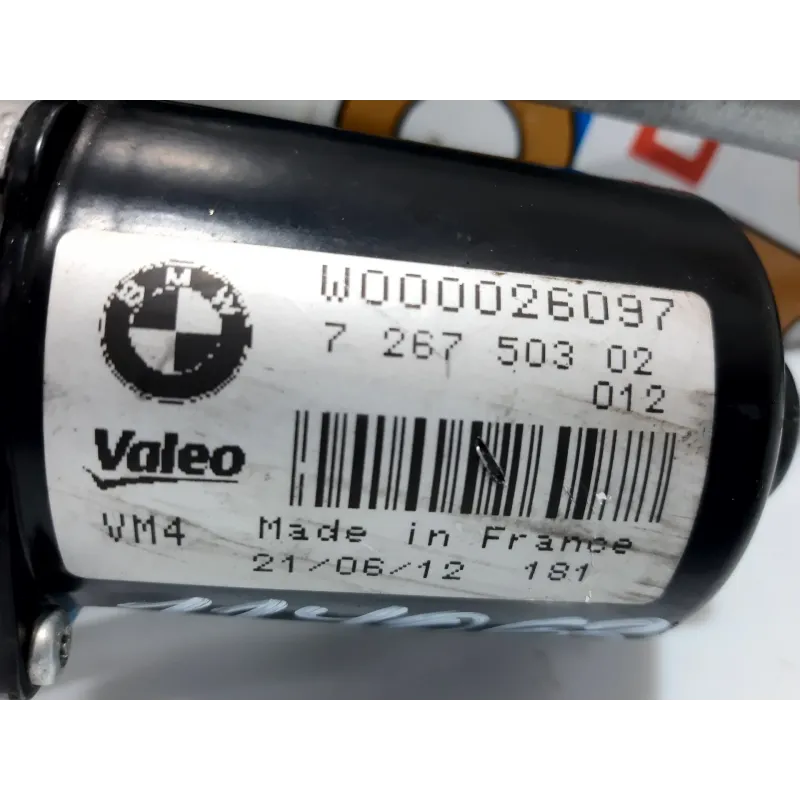 BMW
W000026097
7 267 503 02
012
Valeo
VM4
Made in France
21/06/12 181